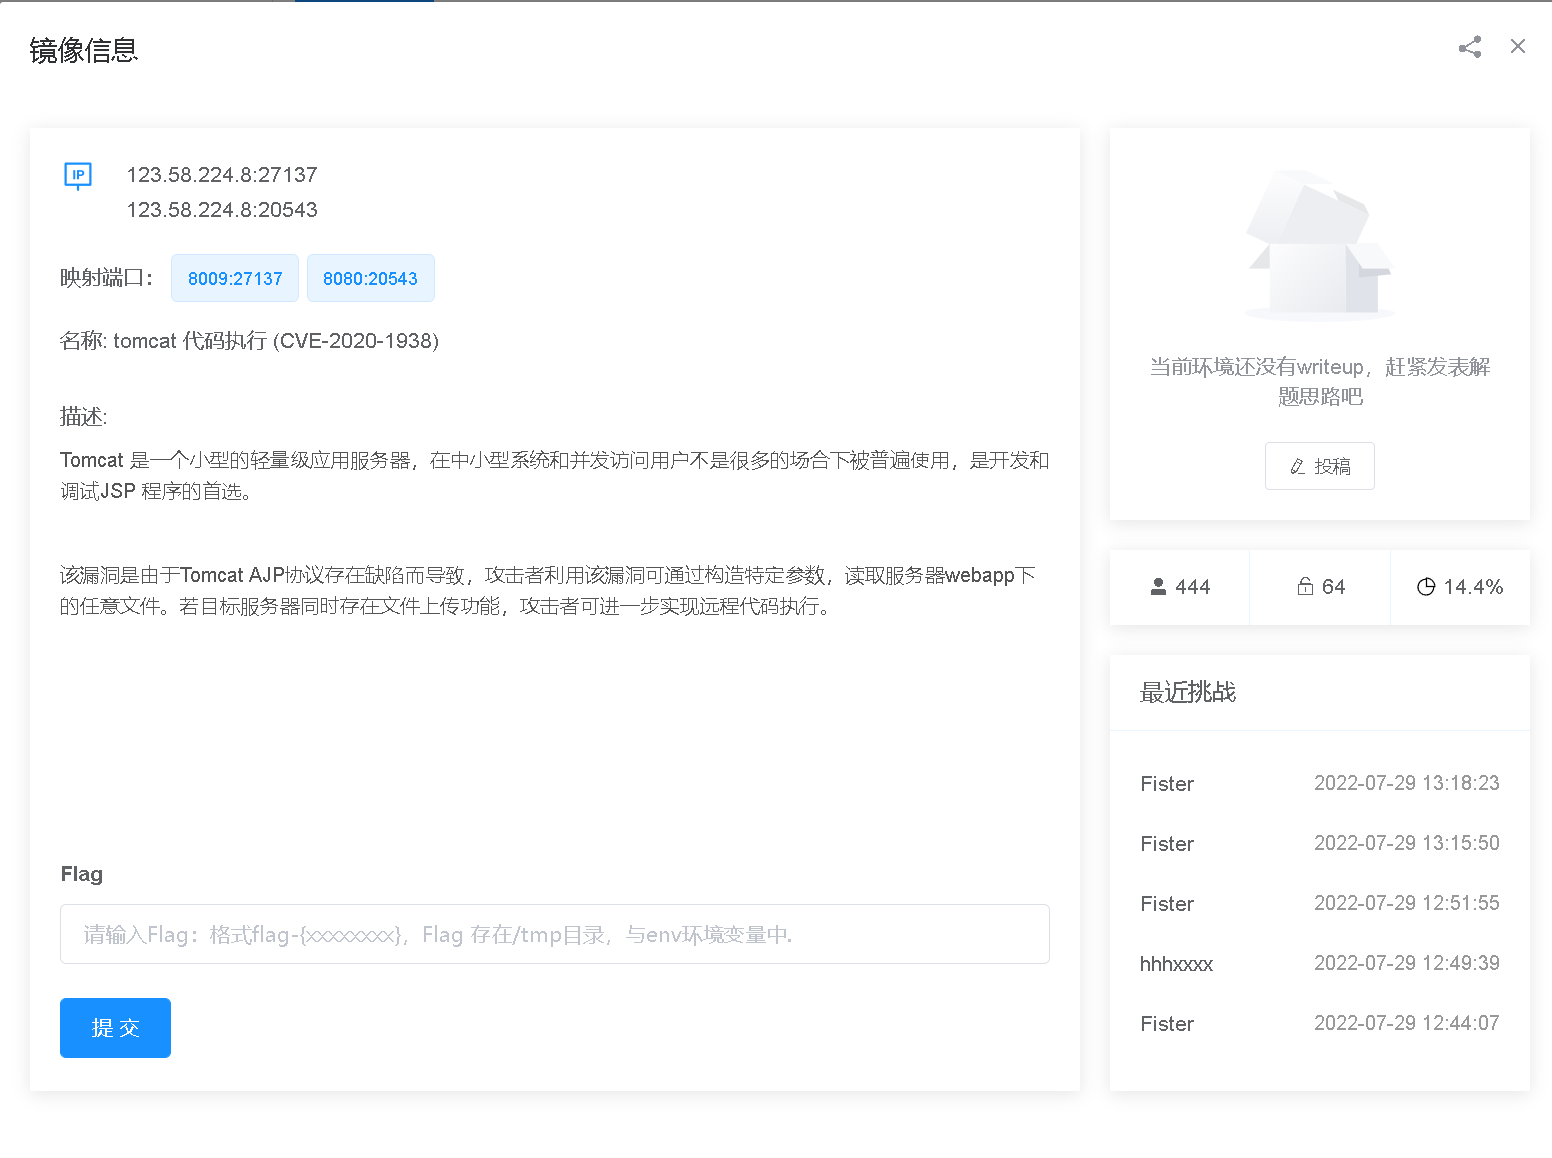 镜像信息
IP
123.58.224.8:27137
123.58.224.8:20543
映射端口： 8009:27137 8080:20543
名称: tomcat 代码执行 (CVE-2020-1938)
描述:
Tomcat 是一个小型的轻量级应用服务器，在中小型系统和并发访问用户不是很多的场合下被普遍使用，是开发和
调试JSP 程序的首选。
该漏洞是由于Tomcat AJP协议存在缺陷而导致，攻击者利用该漏洞可通过构造特定参数，读取服务器webapp下
的任意文件。若目标服务器同时存在文件上传功能，攻击者可进一步实现远程代码执行。
Flag
请输入Flag：格式flag-{xxxxxxxx}，Flag 存在/tmp目录，与env环境变量中.
提 交
当前环境还没有writeup，赶紧发表解
题思路吧
投稿
444 64 14.4%
最近挑战
Fister 2022-07-29 13:18:23
Fister 2022-07-29 13:15:50
Fister 2022-07-29 12:51:55
hhhxxxx 2022-07-29 12:49:39
Fister 2022-07-29 12:44:07